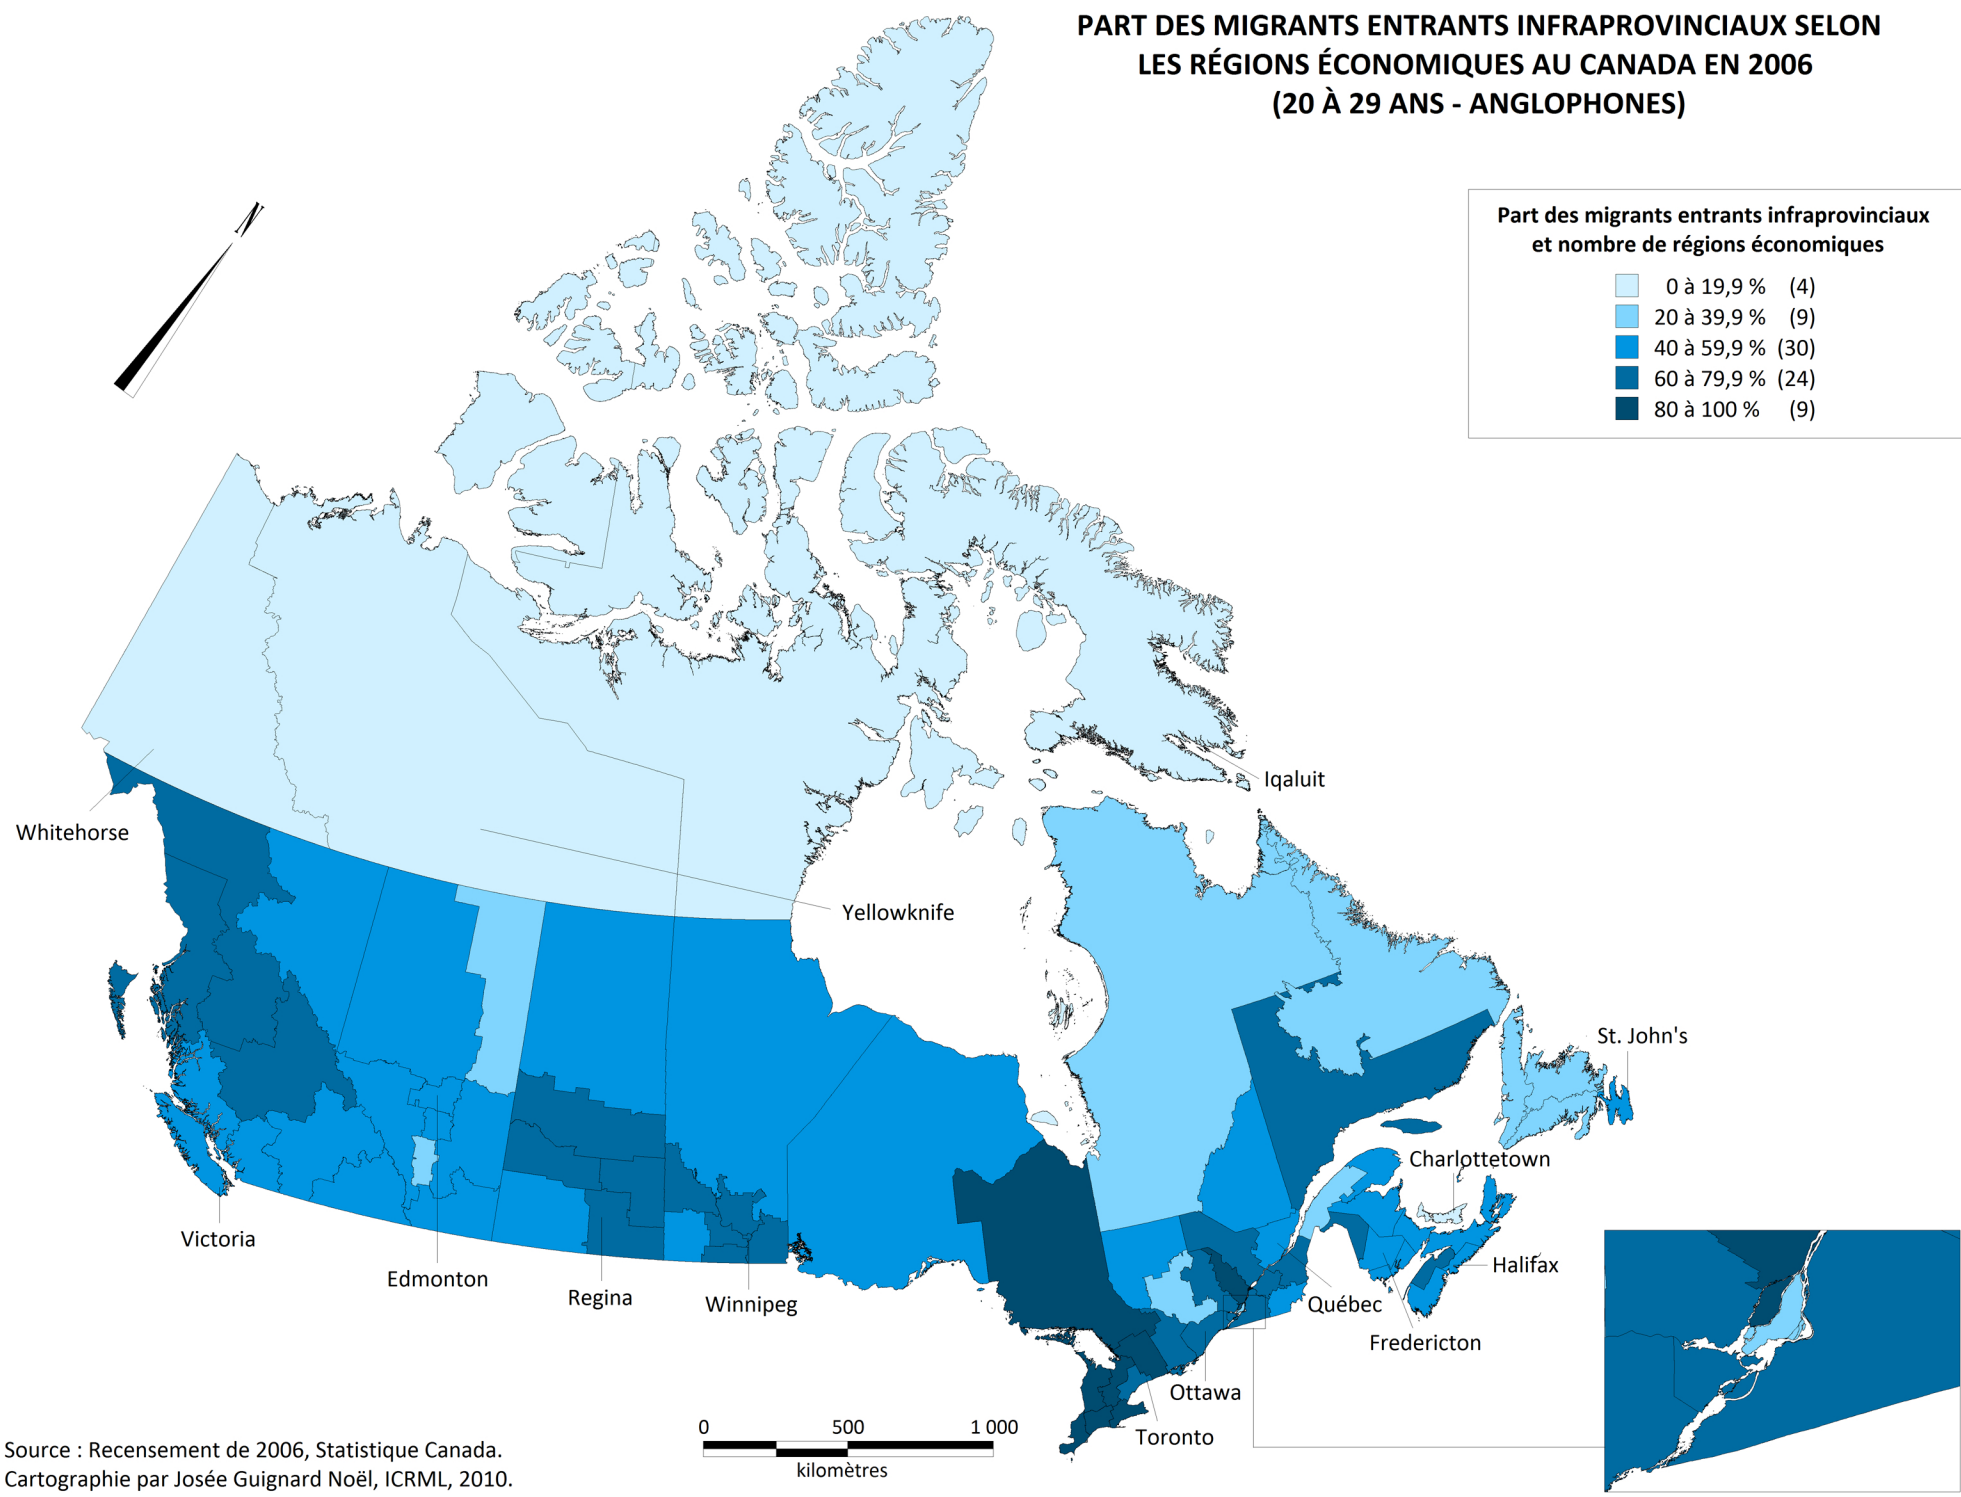 PART DES MIGRANTS ENTRANTS INFRAPROVINCIAUX SELON
LES RÉGIONS ÉCONOMIQUES AU CANADA EN 2006
(20 À 29 ANS - ANGLOPHONES)
Part des migrants entrants infraprovinciaux
et nombre de régions économiques
0 à 19,9 % (4)
20 à 39,9 % (9)
40 à 59,9 % (30)
60 à 79,9 % (24)
80 à 100 % (9)
Iqaluit
Whitehorse
Yellowknife
St. John's
Charlottetown
Victoria
Edmonton
Regina
Winnipeg
Halifax
Québec
Fredericton
Ottawa
Toronto
0 500 1 000
kilomètres
Source : Recensement de 2006, Statistique Canada.
Cartographie par Josée Guignard Noël, ICRML, 2010.